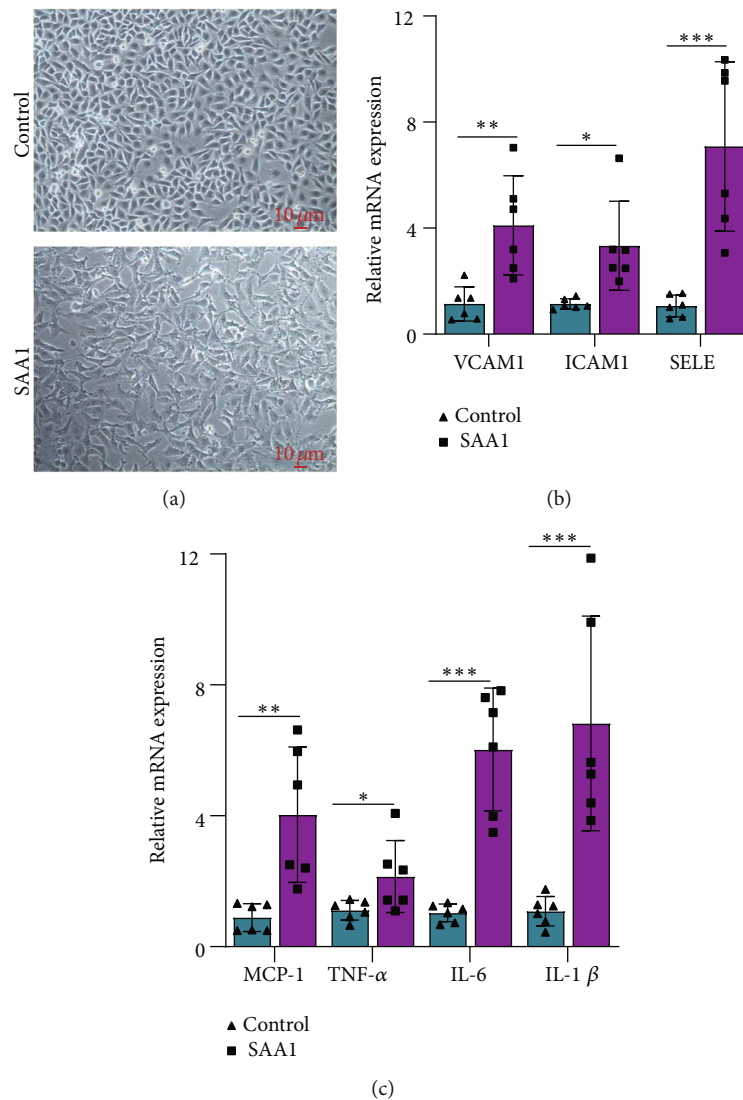 Control
10 μm
SAA1
10 μm
(a)
Relative mRNA expression
12
8
4
0
**
*
***
VCAM1 ICAM1 SELE
▲ Control
■ SAA1
(b)
Relative mRNA expression
12
8
4
0
**
*
***
***
MCP-1 TNF-α IL-6 IL-1 β
▲ Control
■ SAA1
(c)